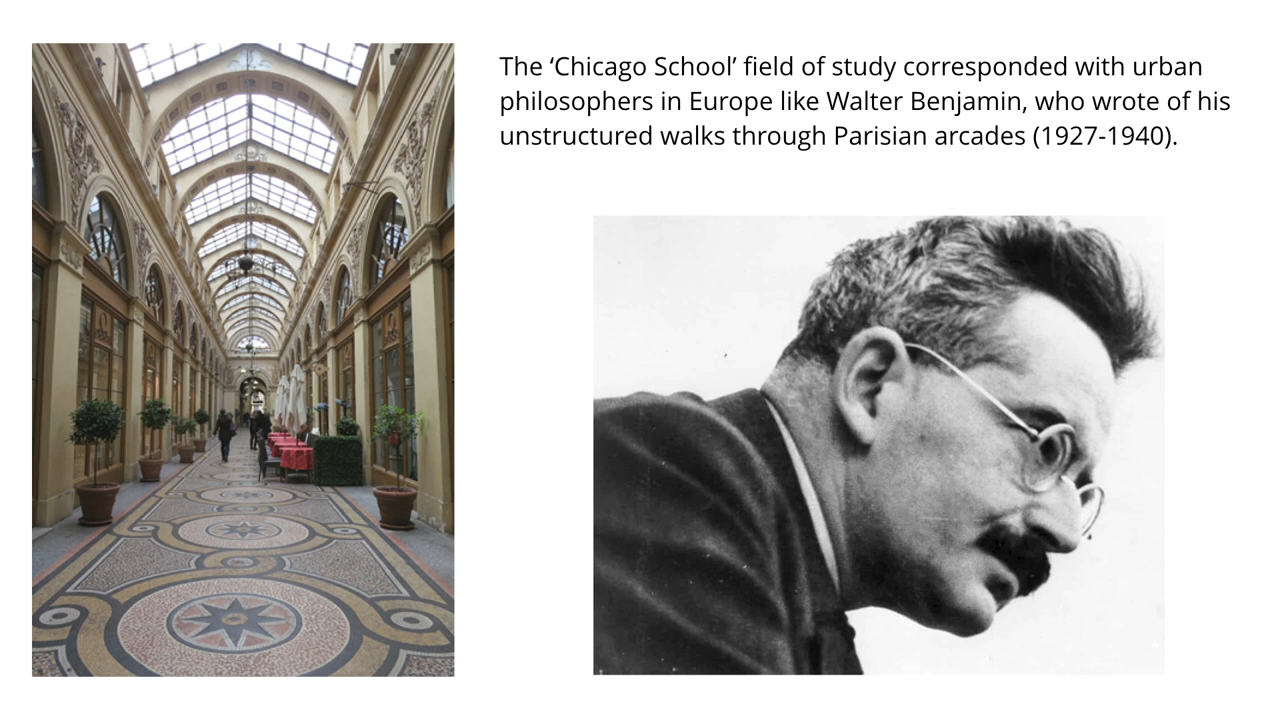 The ‘Chicago School’ field of study corresponded with urban
philosophers in Europe like Walter Benjamin, who wrote of his
unstructured walks through Parisian arcades (1927-1940).